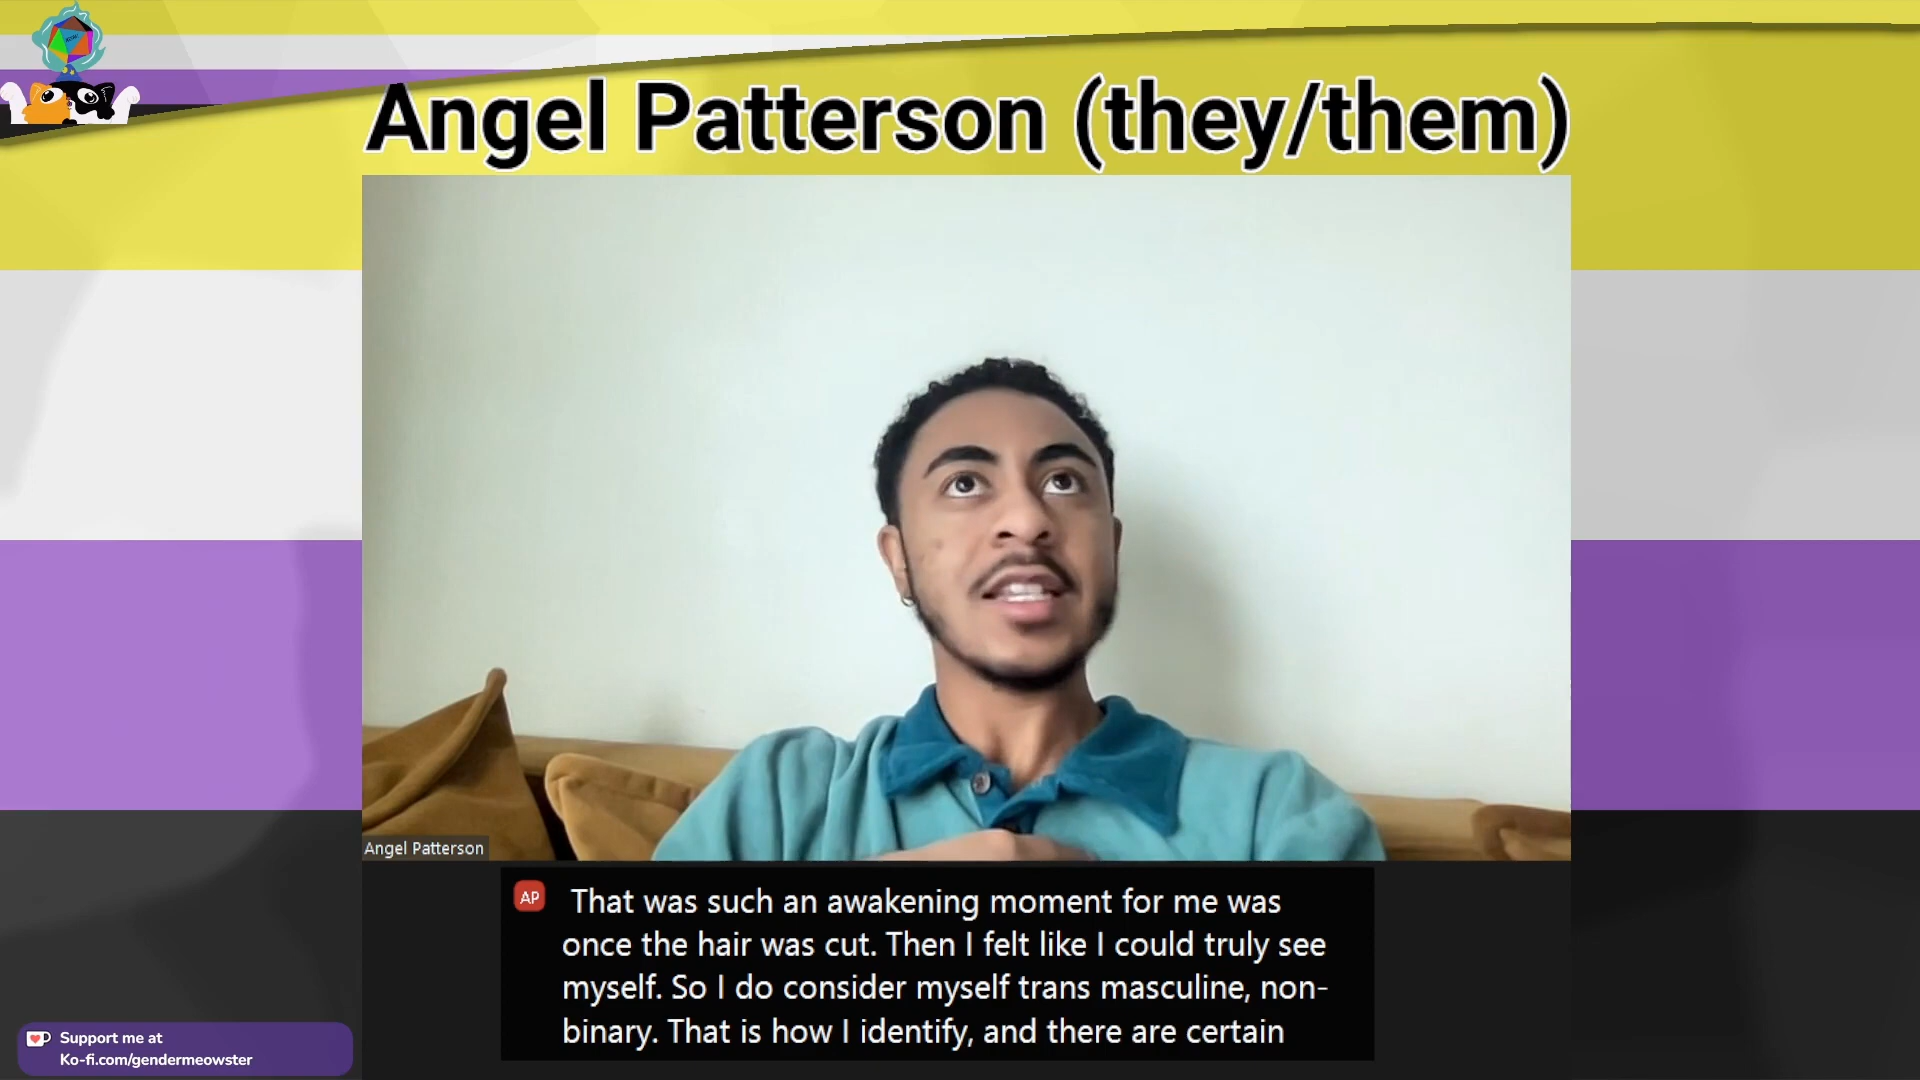 Angel Patterson (they/them)
Angel Patterson
AP
That was such an awakening moment for me was
once the hair was cut. Then I felt like I could truly see
myself. So I do consider myself trans masculine, non-
binary. That is how I identify, and there are certain
Support me at
Ko-fi.com/gendermeowster